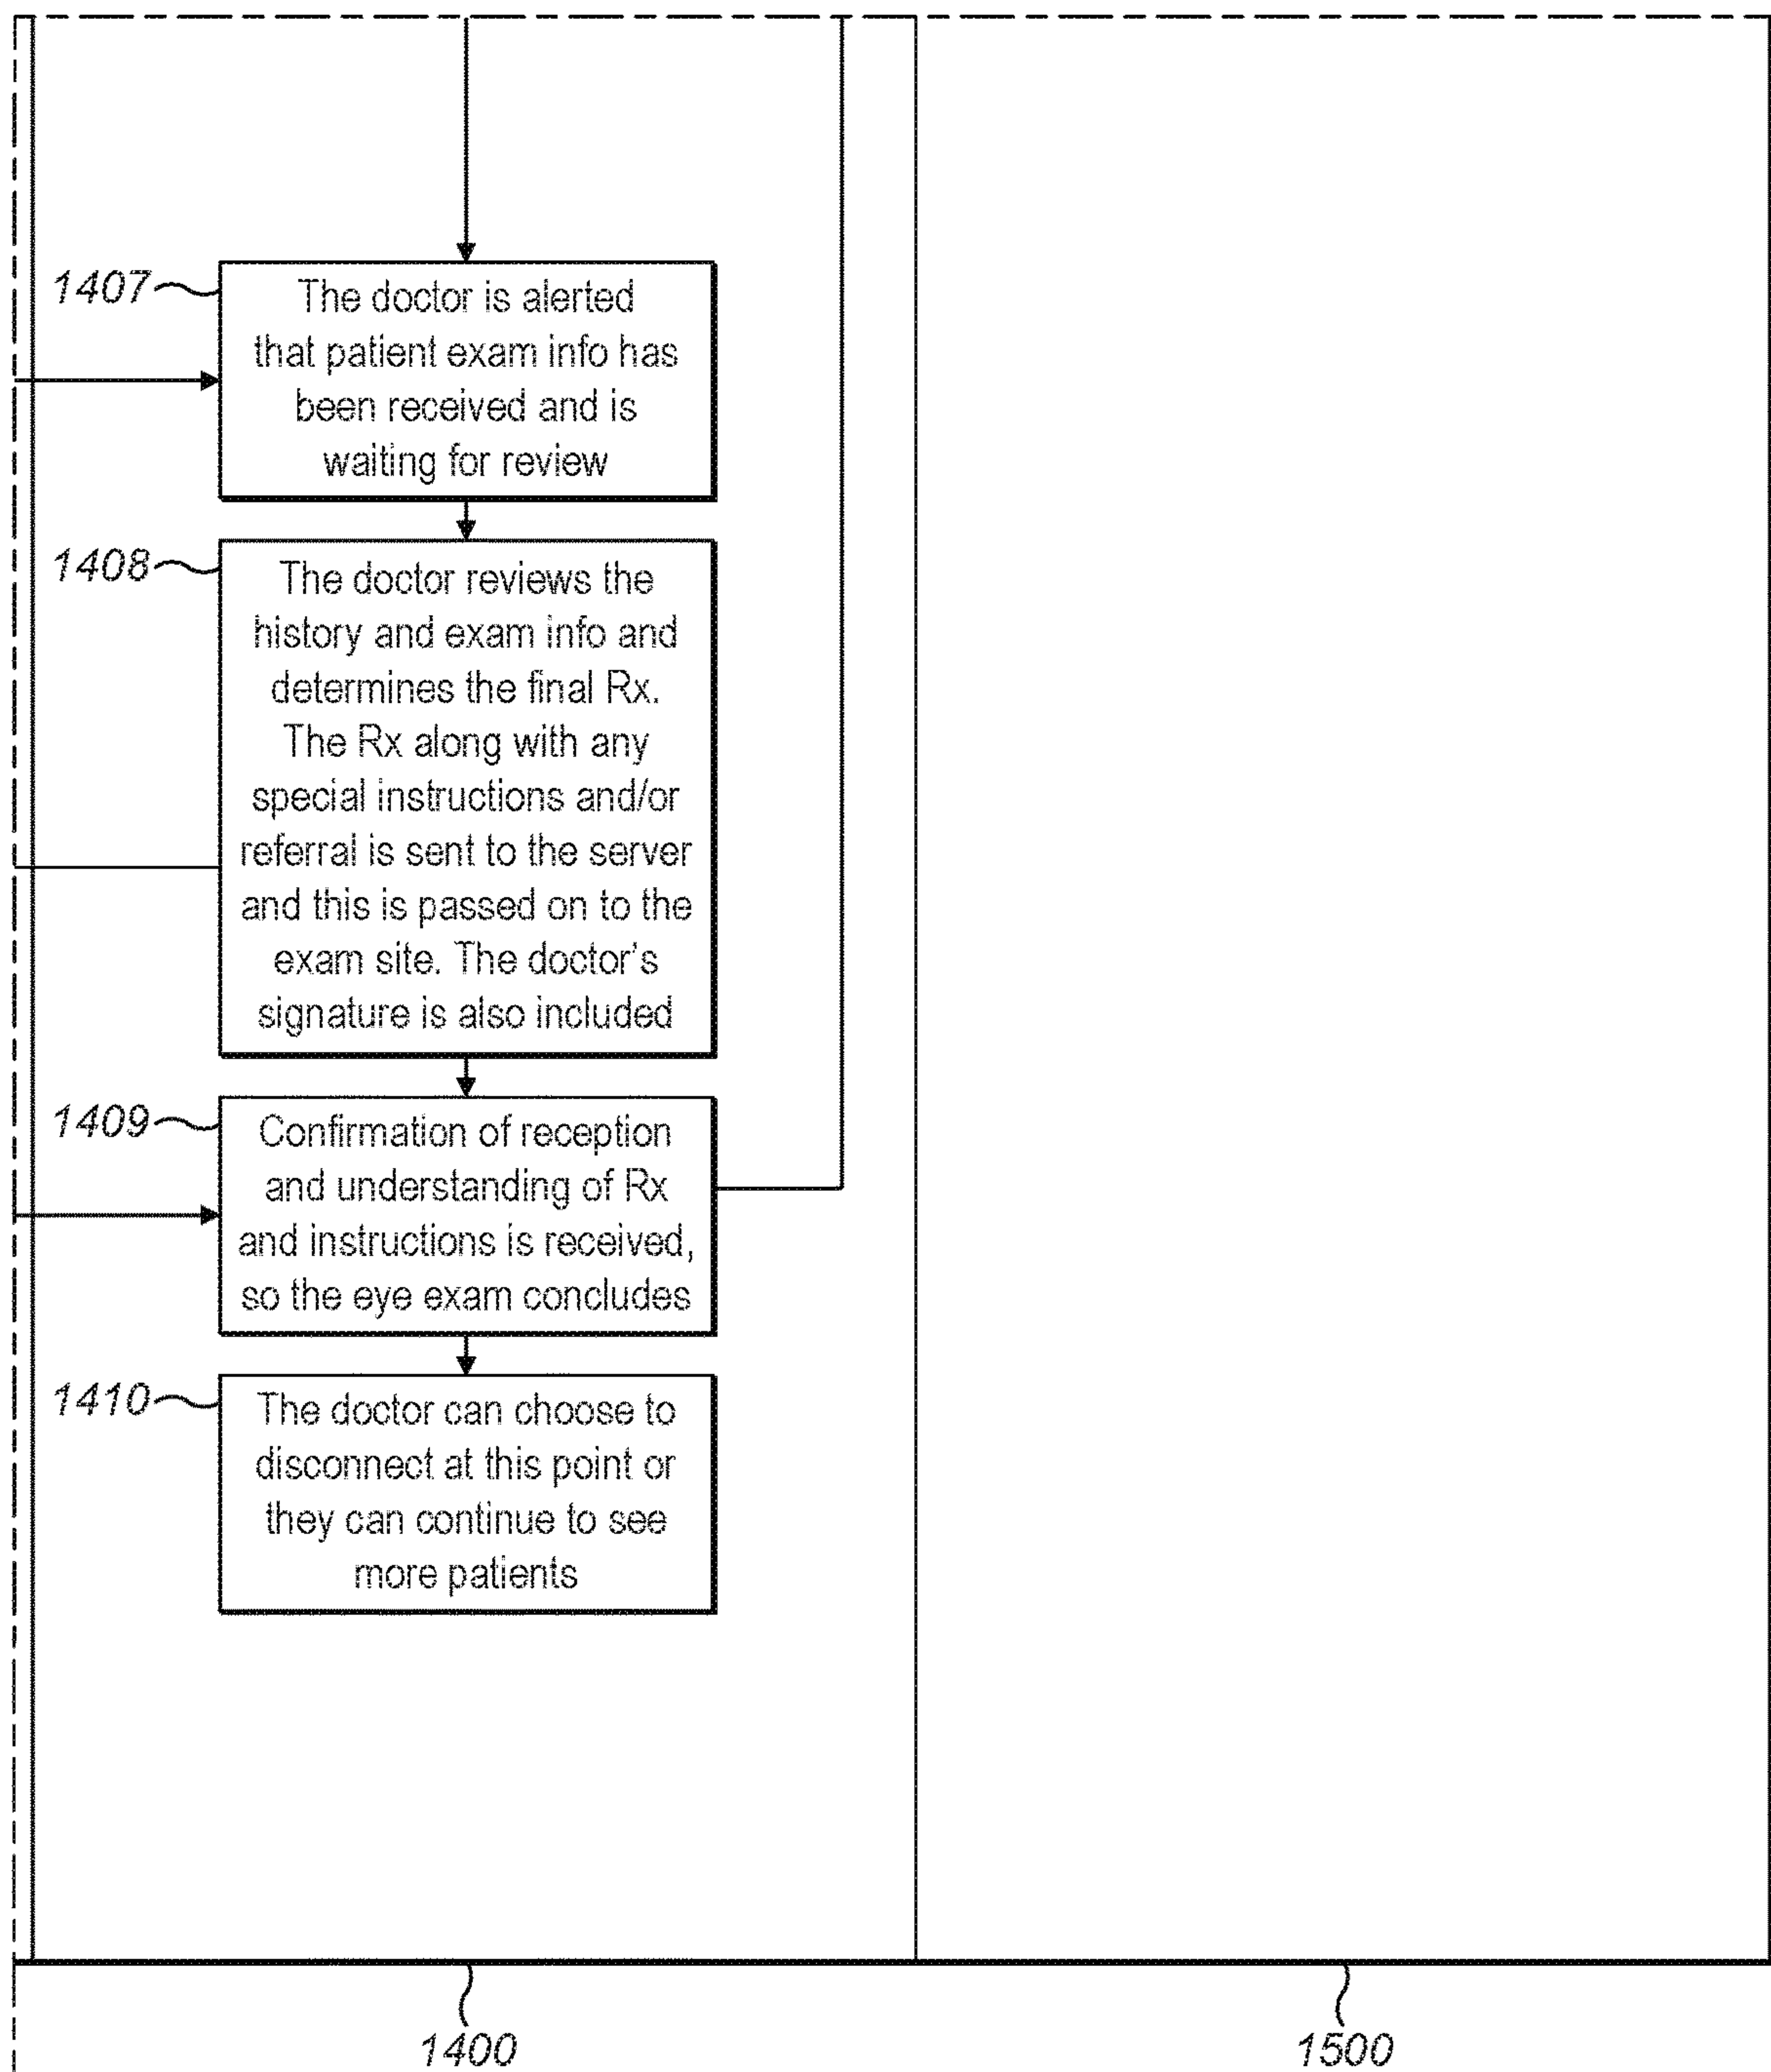 1407
The doctor is alerted
that patient exam info has
been received and is
waiting for review
1408
The doctor reviews the
history and exam info and
determines the final Rx.
The Rx along with any
special instructions and/or
referral is sent to the server
and this is passed on to the
exam site. The doctor's
signature is also included
1409
Confirmation of reception
and understanding of Rx
and instructions is received,
so the eye exam concludes
1410
The doctor can choose to
disconnect at this point or
they can continue to see
more patients
1400
1500